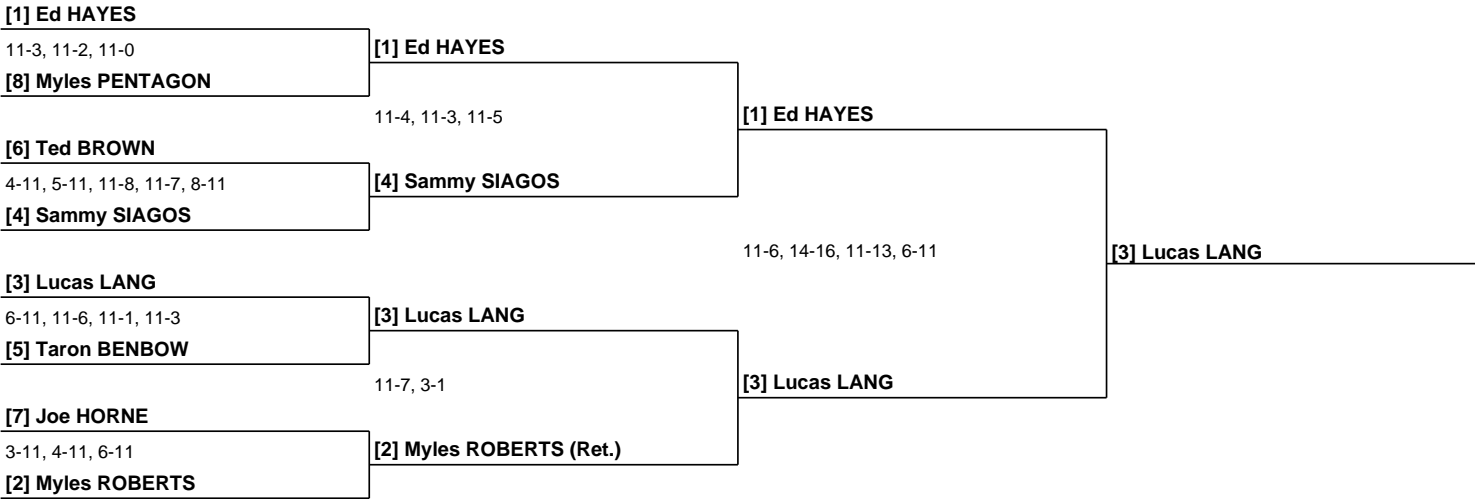 [1] Ed HAYES
11-3, 11-2, 11-0
[8] Myles PENTAGON
[6] Ted BROWN
4-11, 5-11, 11-8, 11-7, 8-11
[4] Sammy SIAGOS
[3] Lucas LANG
6-11, 11-6, 11-1, 11-3
[5] Taron BENBOW
[7] Joe HORNE
3-11, 4-11, 6-11
[2] Myles ROBERTS
[1] Ed HAYES
11-4, 11-3, 11-5
[4] Sammy SIAGOS
[3] Lucas LANG
11-7, 3-1
[2] Myles ROBERTS (Ret.)
[1] Ed HAYES
11-6, 14-16, 11-13, 6-11
[3] Lucas LANG
[3] Lucas LANG